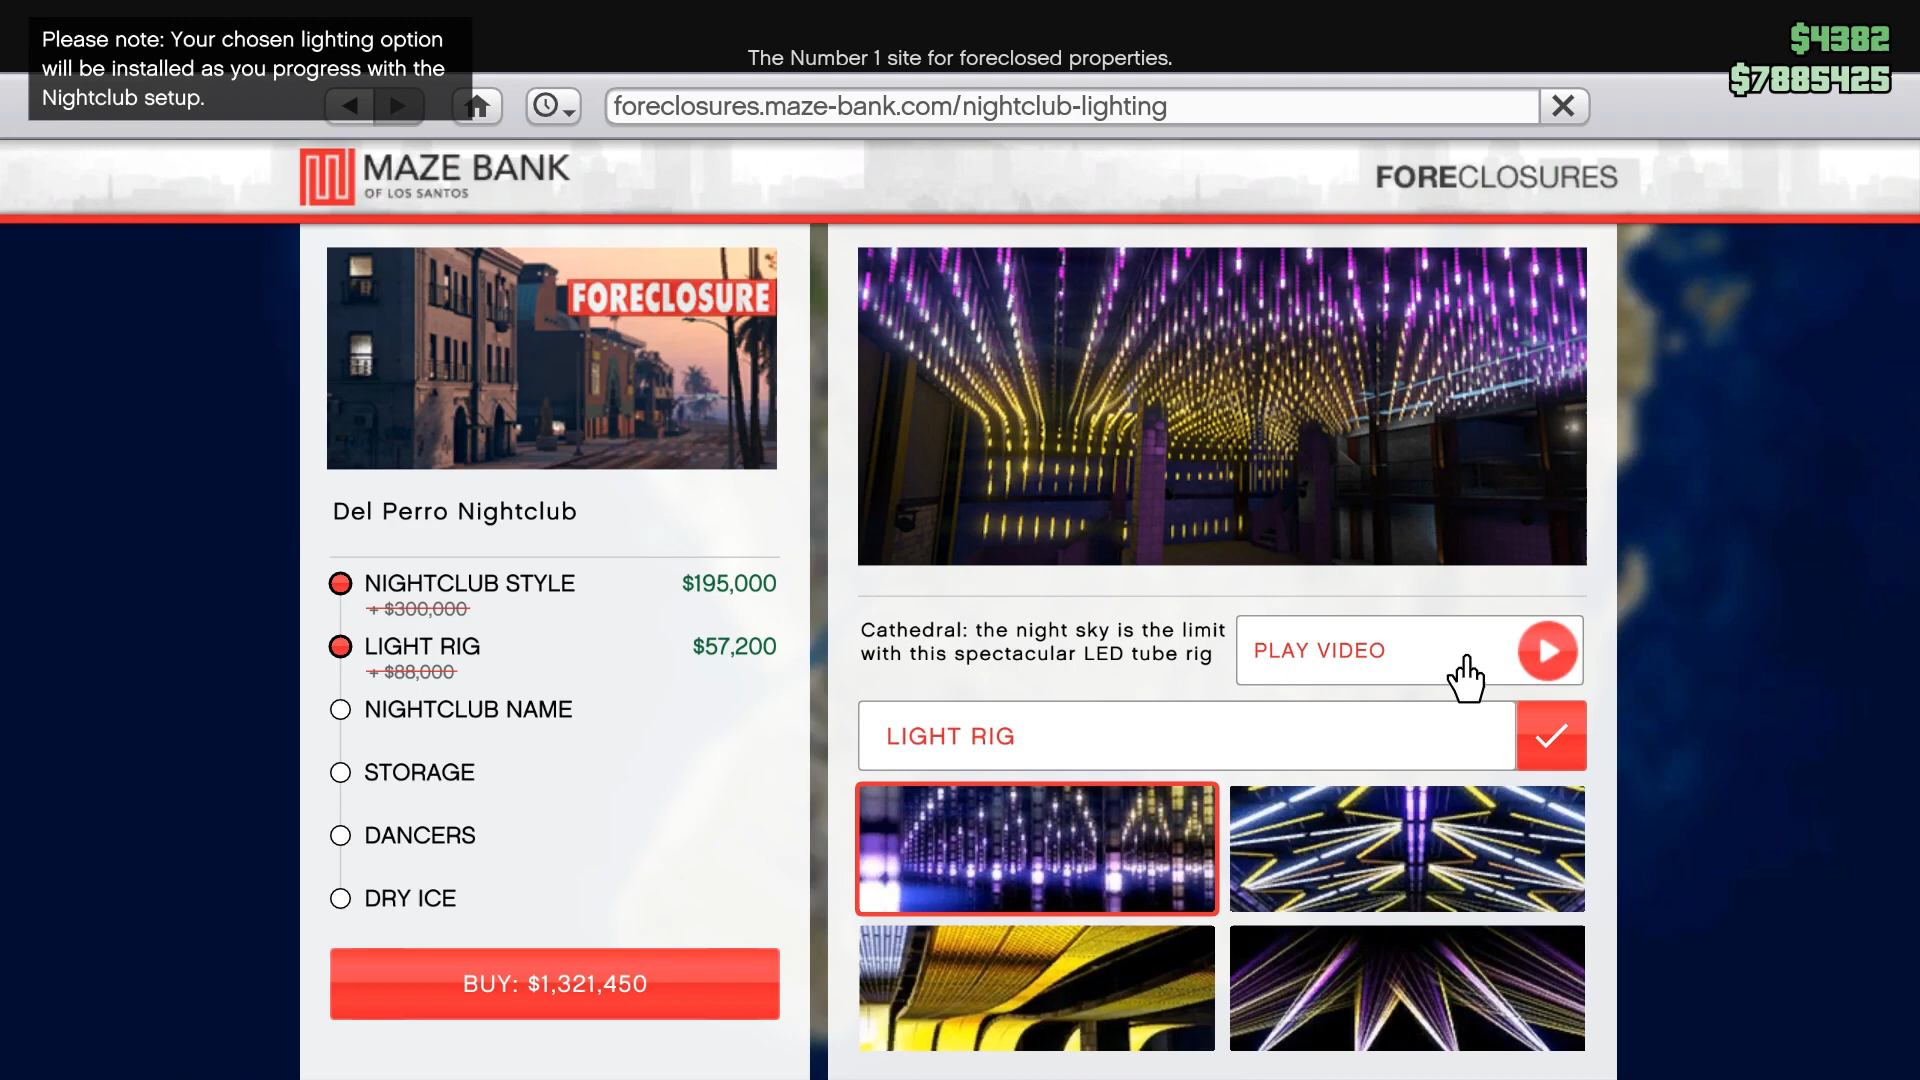 Please note: Your chosen lighting option
will be installed as you progress with the
Nightclub setup.
The Number 1 site for foreclosed properties.
$4382
$7885425
foreclosures.maze-bank.com/nightclub-lighting
MAZE BANK
OF LOS SANTOS
FORECLOSURES
FORECLOSURE
Del Perro Nightclub
NIGHTCLUB STYLE $195,000
+ $300,000
LIGHT RIG $57,200
+ $88,000
NIGHTCLUB NAME
STORAGE
DANCERS
DRY ICE
BUY: $1,321,450
Cathedral: the night sky is the limit
with this spectacular LED tube rig
PLAY VIDEO
LIGHT RIG